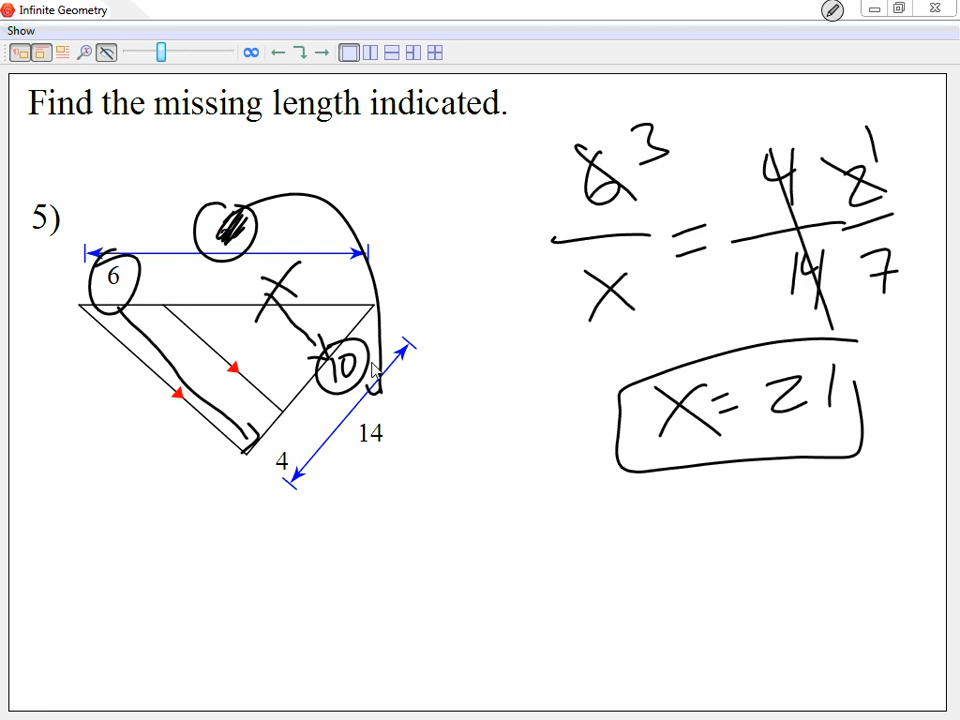 Infinite Geometry
Show
Find the missing length indicated.
5)
6
x
10
14
4
6 3
x
=
4 2 1
14 7
x = 21